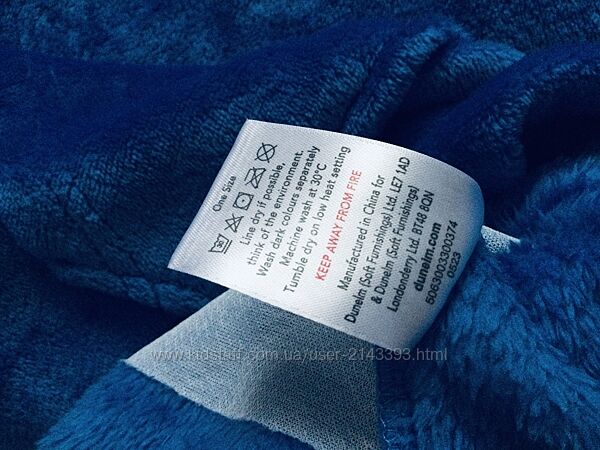 One Size
30
Line dry if possible,
think of the environment.
Wash dark colours separately
Machine wash at 30°C
Tumble dry on low heat setting
KEEP AWAY FROM FIRE
Manufactured in China for
Dunelm (Soft Furnishings) Ltd. LE7 1AD
& Dunelm (Soft Furnishings)
Londonderry Ltd. BT48 8QN
dunelm.com
5063003300374
0523
www.kidstaff.com.ua/user-2143393.html